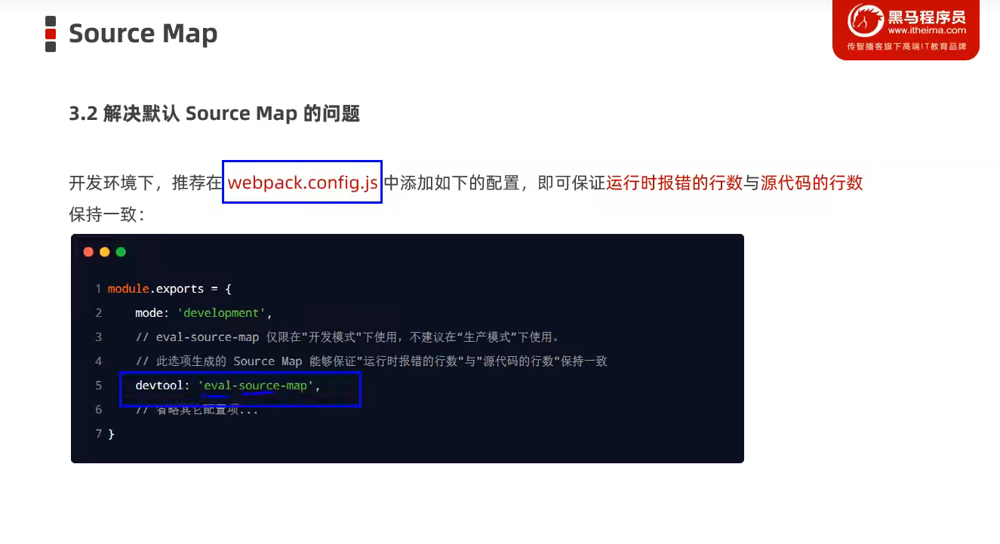 Source Map
黑马程序员
www.itheima.com
传智播客旗下高端IT教育品牌
3.2 解决默认 Source Map 的问题
开发环境下，推荐在 webpack.config.js 中添加如下的配置，即可保证运行时报错的行数与源代码的行数
保持一致：
1 module.exports = {
2 mode: 'development',
3 // eval-source-map 仅限在"开发模式"下使用，不建议在“生产模式”下使用。
4 // 此选项生成的 Source Map 能够保证"运行时报错的行数"与"源代码的行数"保持一致
5 devtool: 'eval-source-map',
6 // 省略其它配置项...
7 }